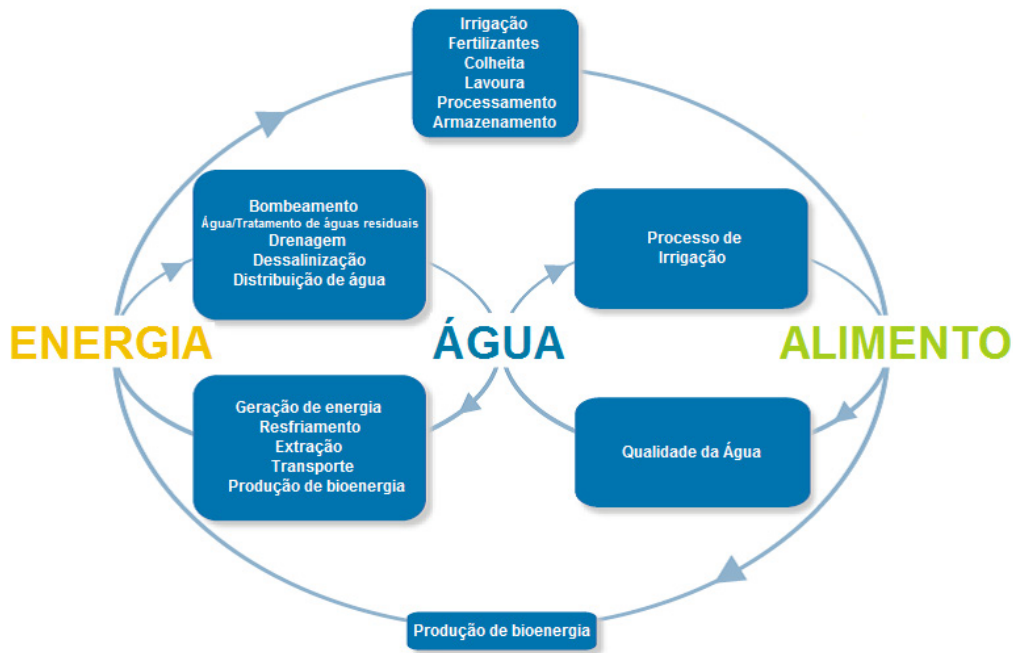 Irrigação
Fertilizantes
Colheita
Lavoura
Processamento
Armazenamento
Bombeamento
Água/Tratamento de águas residuais
Drenagem
Dessalinização
Distribuição de água
Processo de
Irrigação
ENERGIA
ÁGUA
ALIMENTO
Geração de energia
Resfriamento
Extração
Transporte
Produção de bioenergia
Qualidade da Água
Produção de bioenergia